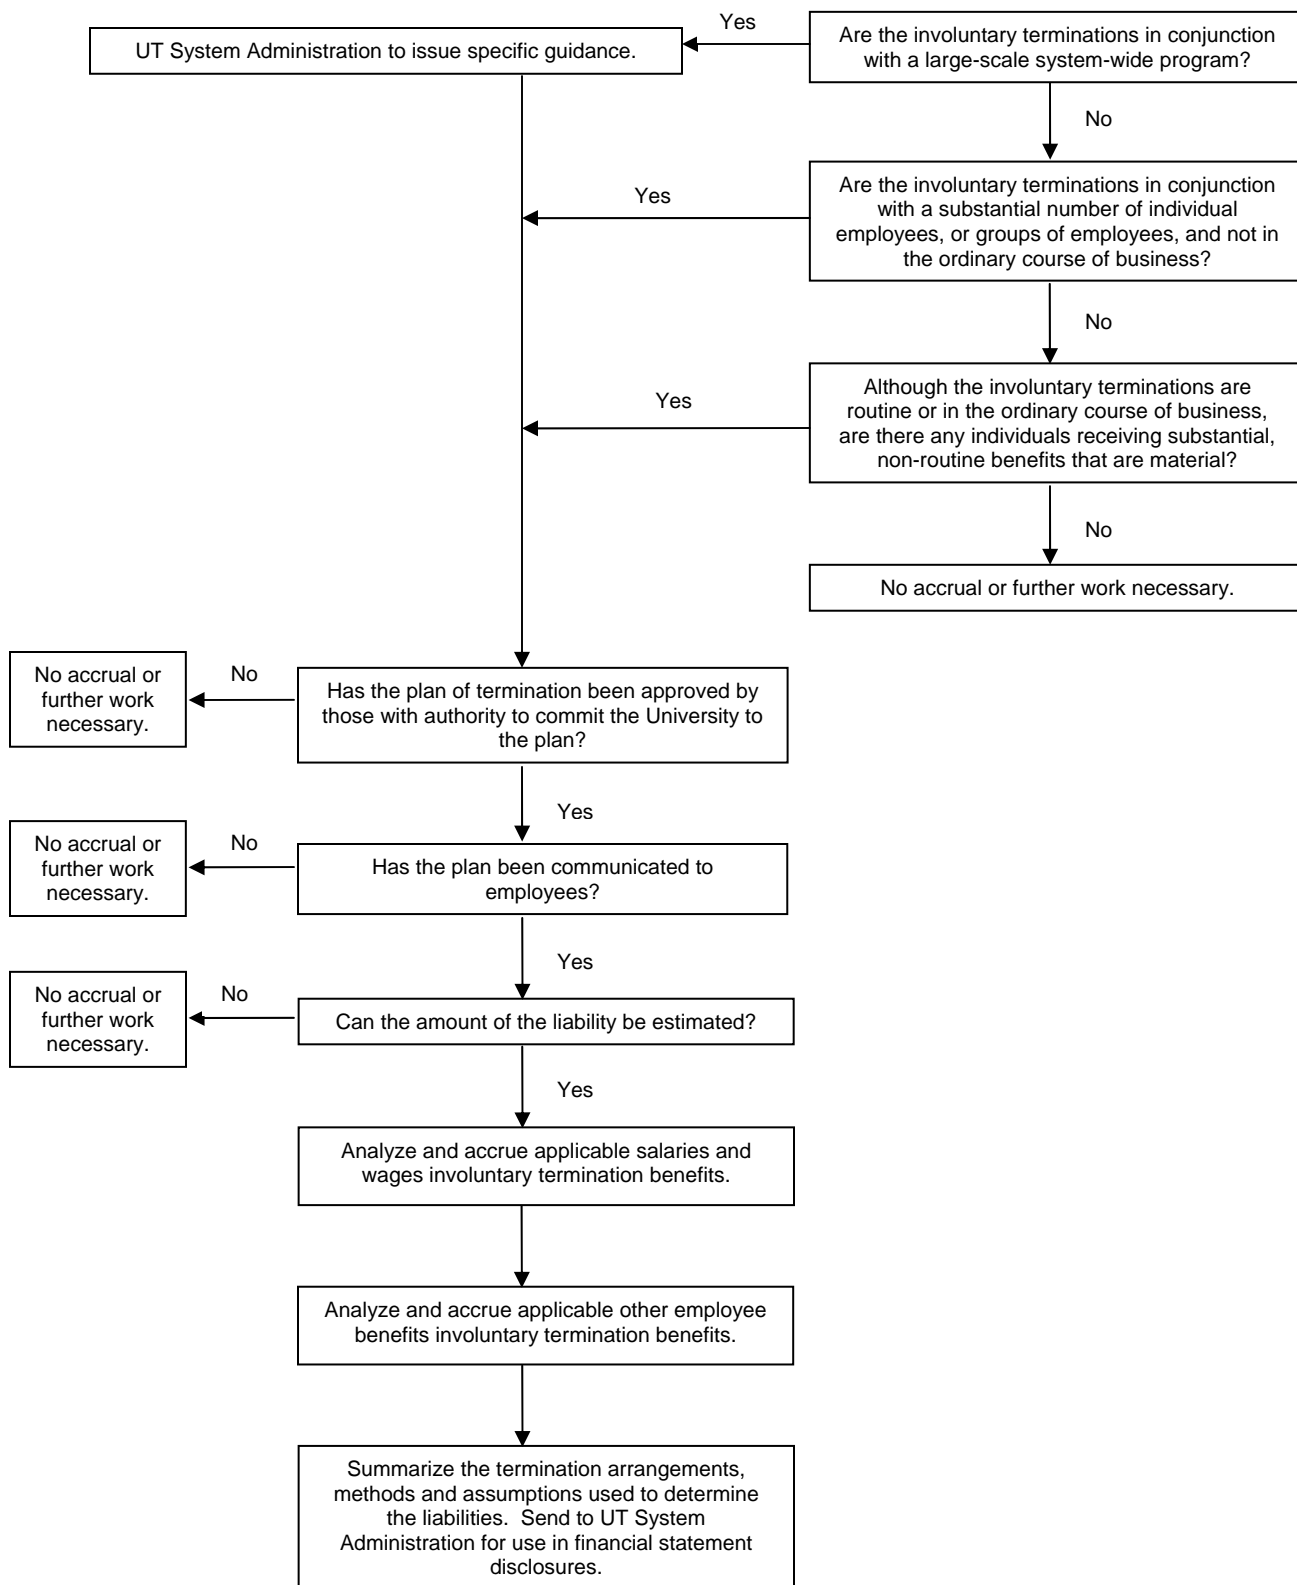 Yes
UT System Administration to issue specific guidance.
Are the involuntary terminations in conjunction
with a large-scale system-wide program?
No
Yes
Are the involuntary terminations in conjunction
with a substantial number of individual
employees, or groups of employees, and not in
the ordinary course of business?
No
Yes
Although the involuntary terminations are
routine or in the ordinary course of business,
are there any individuals receiving substantial,
non-routine benefits that are material?
No
No accrual or further work necessary.
No accrual or
further work
necessary.
No
Has the plan of termination been approved by
those with authority to commit the University to
the plan?
Yes
No accrual or
further work
necessary.
No
Has the plan been communicated to
employees?
Yes
No accrual or
further work
necessary.
No
Can the amount of the liability be estimated?
Yes
Analyze and accrue applicable salaries and
wages involuntary termination benefits.
Analyze and accrue applicable other employee
benefits involuntary termination benefits.
Summarize the termination arrangements,
methods and assumptions used to determine
the liabilities.  Send to UT System
Administration for use in financial statement
disclosures.